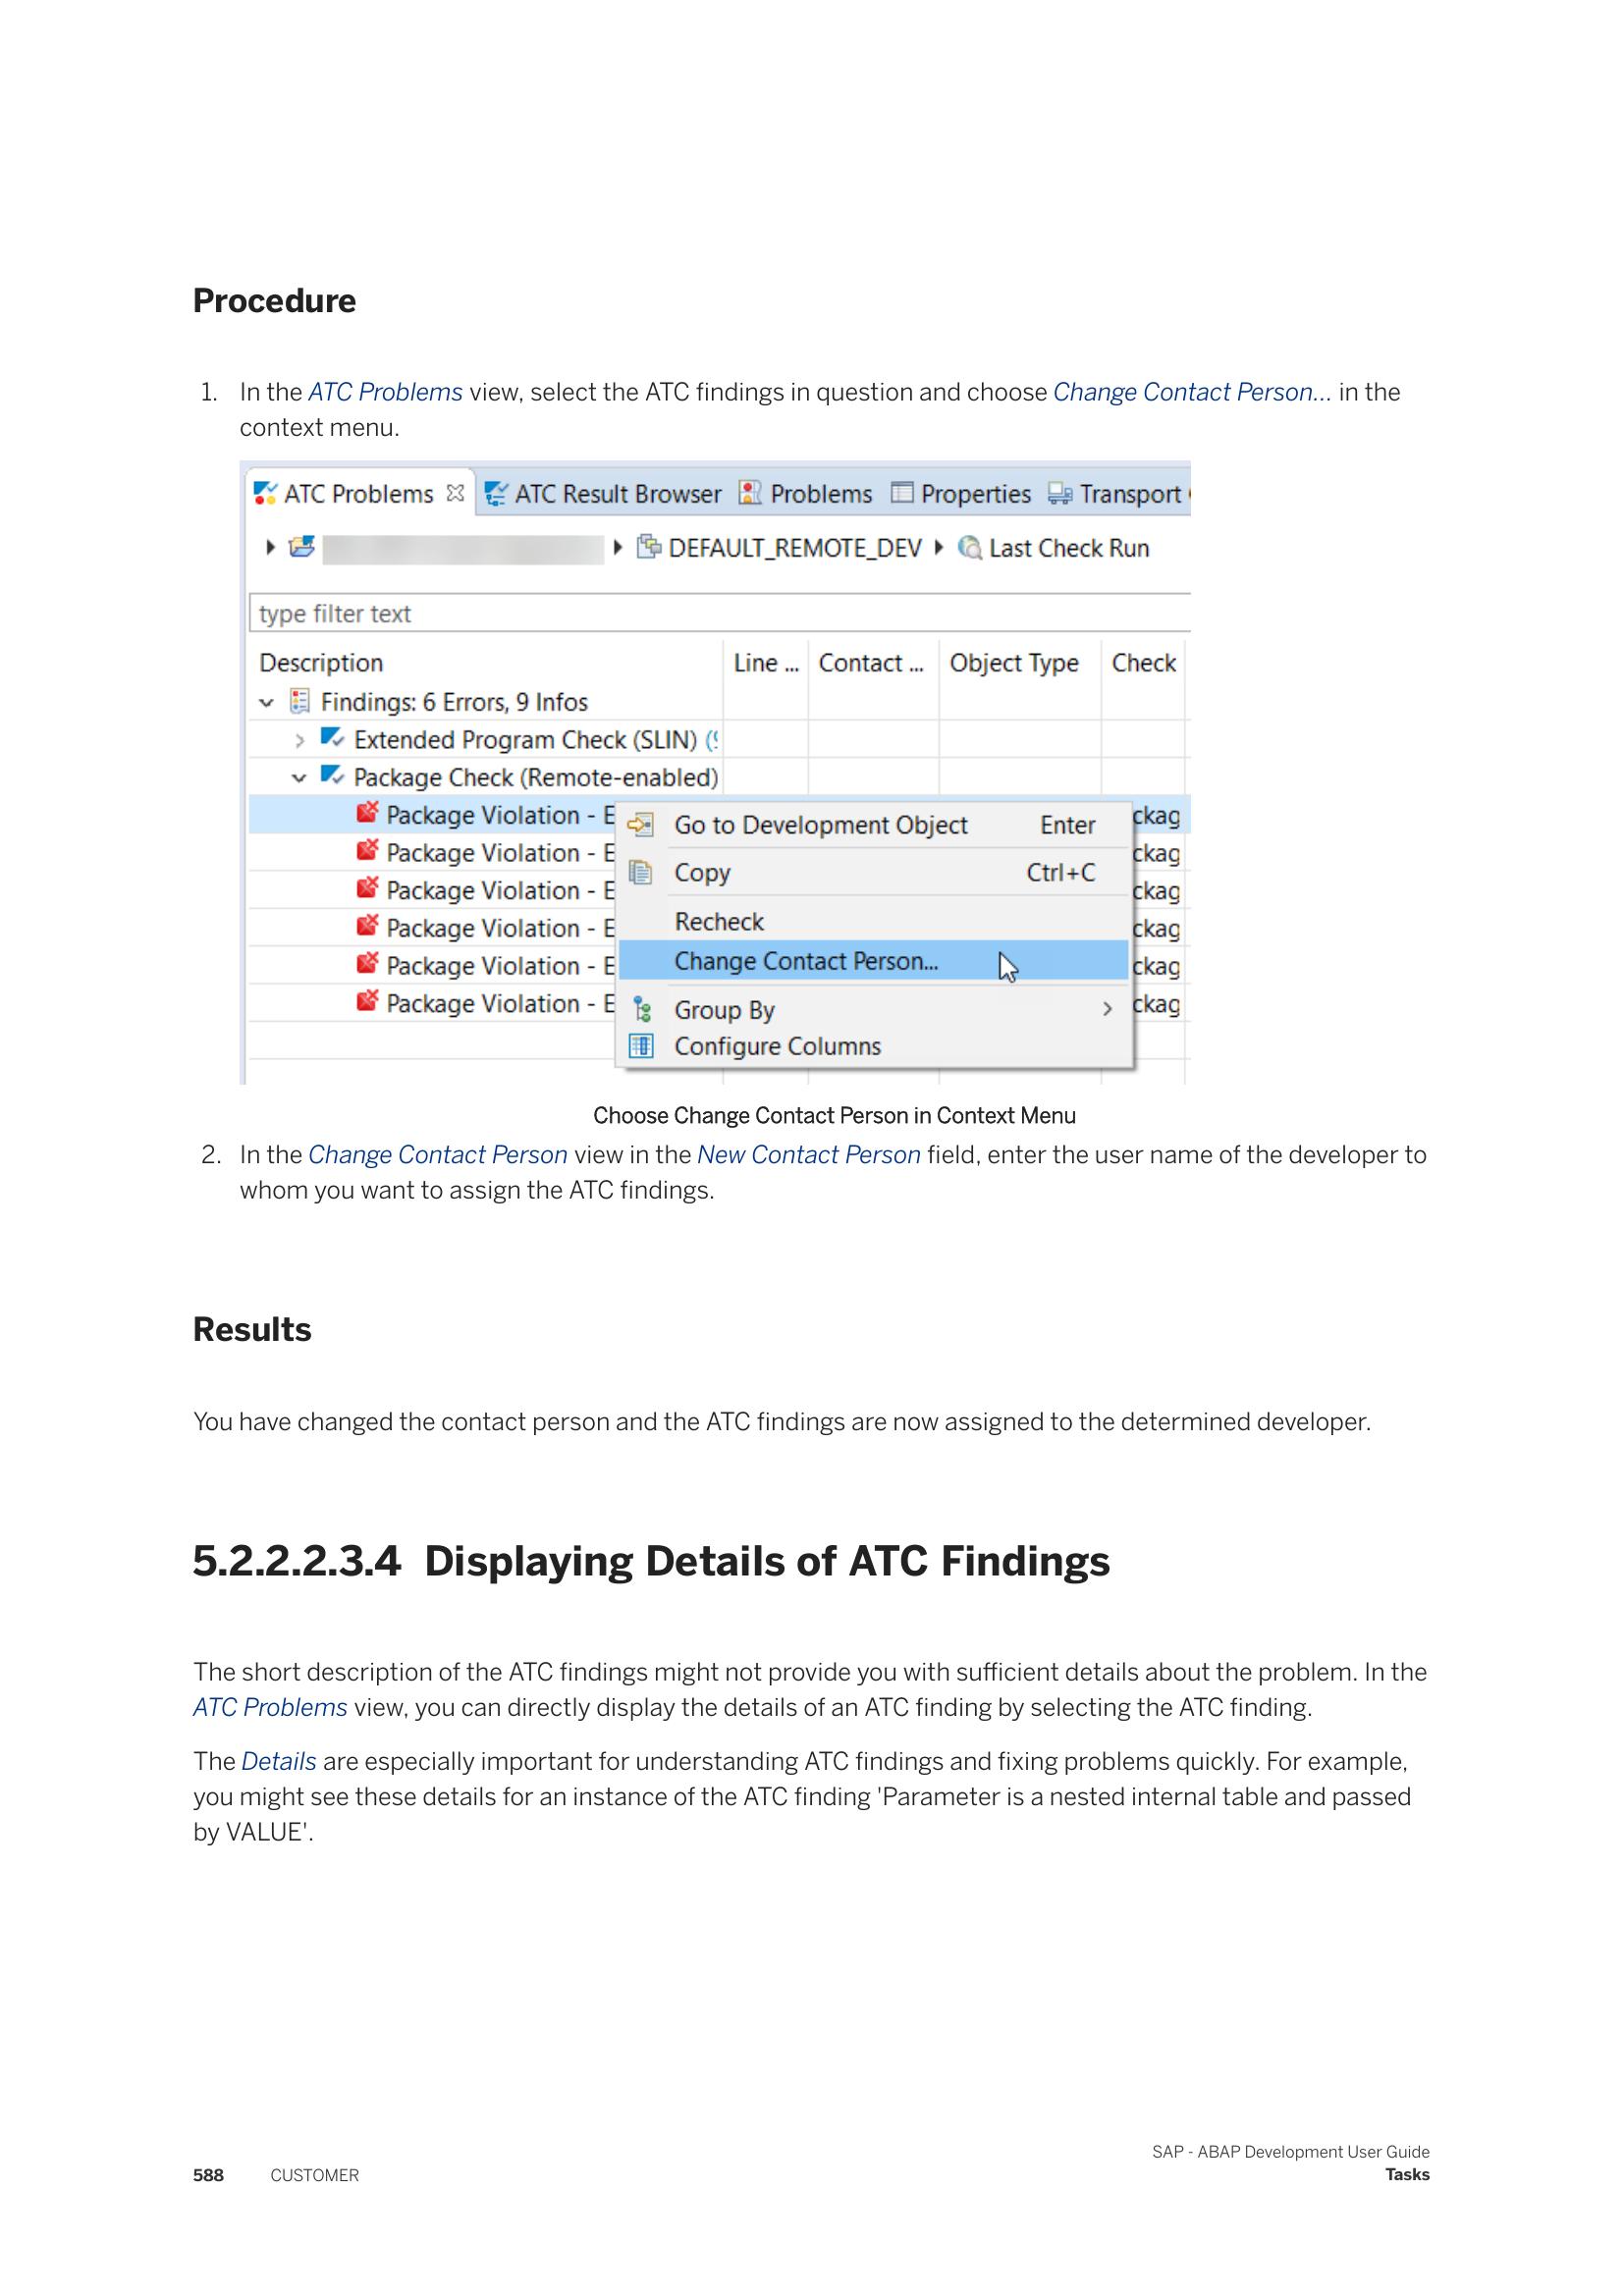 Procedure
1. In the ATC Problems view, select the ATC findings in question and choose Change Contact Person... in the
context menu.
ATC Problems ATC Result Browser Problems Properties Transport
DEFAULT_REMOTE_DEV Last Check Run
type filter text
Description Line ... Contact ... Object Type Check
Findings: 6 Errors, 9 Infos
Extended Program Check (SLIN)
Package Check (Remote-enabled)
Package Violation - E ckag
Go to Development Object Enter
Package Violation - E ckag
Copy Ctrl+C
Package Violation - E ckag
Recheck
Package Violation - E ckag
Change Contact Person...
Package Violation - E ckag
Package Violation - E ckag
Group By
Configure Columns
Choose Change Contact Person in Context Menu
2. In the Change Contact Person view in the New Contact Person field, enter the user name of the developer to
whom you want to assign the ATC findings.
Results
You have changed the contact person and the ATC findings are now assigned to the determined developer.
5.2.2.2.3.4 Displaying Details of ATC Findings
The short description of the ATC findings might not provide you with sufficient details about the problem. In the
ATC Problems view, you can directly display the details of an ATC finding by selecting the ATC finding.
The Details are especially important for understanding ATC findings and fixing problems quickly. For example,
you might see these details for an instance of the ATC finding 'Parameter is a nested internal table and passed
by VALUE'.
SAP - ABAP Development User Guide
588 CUSTOMER Tasks